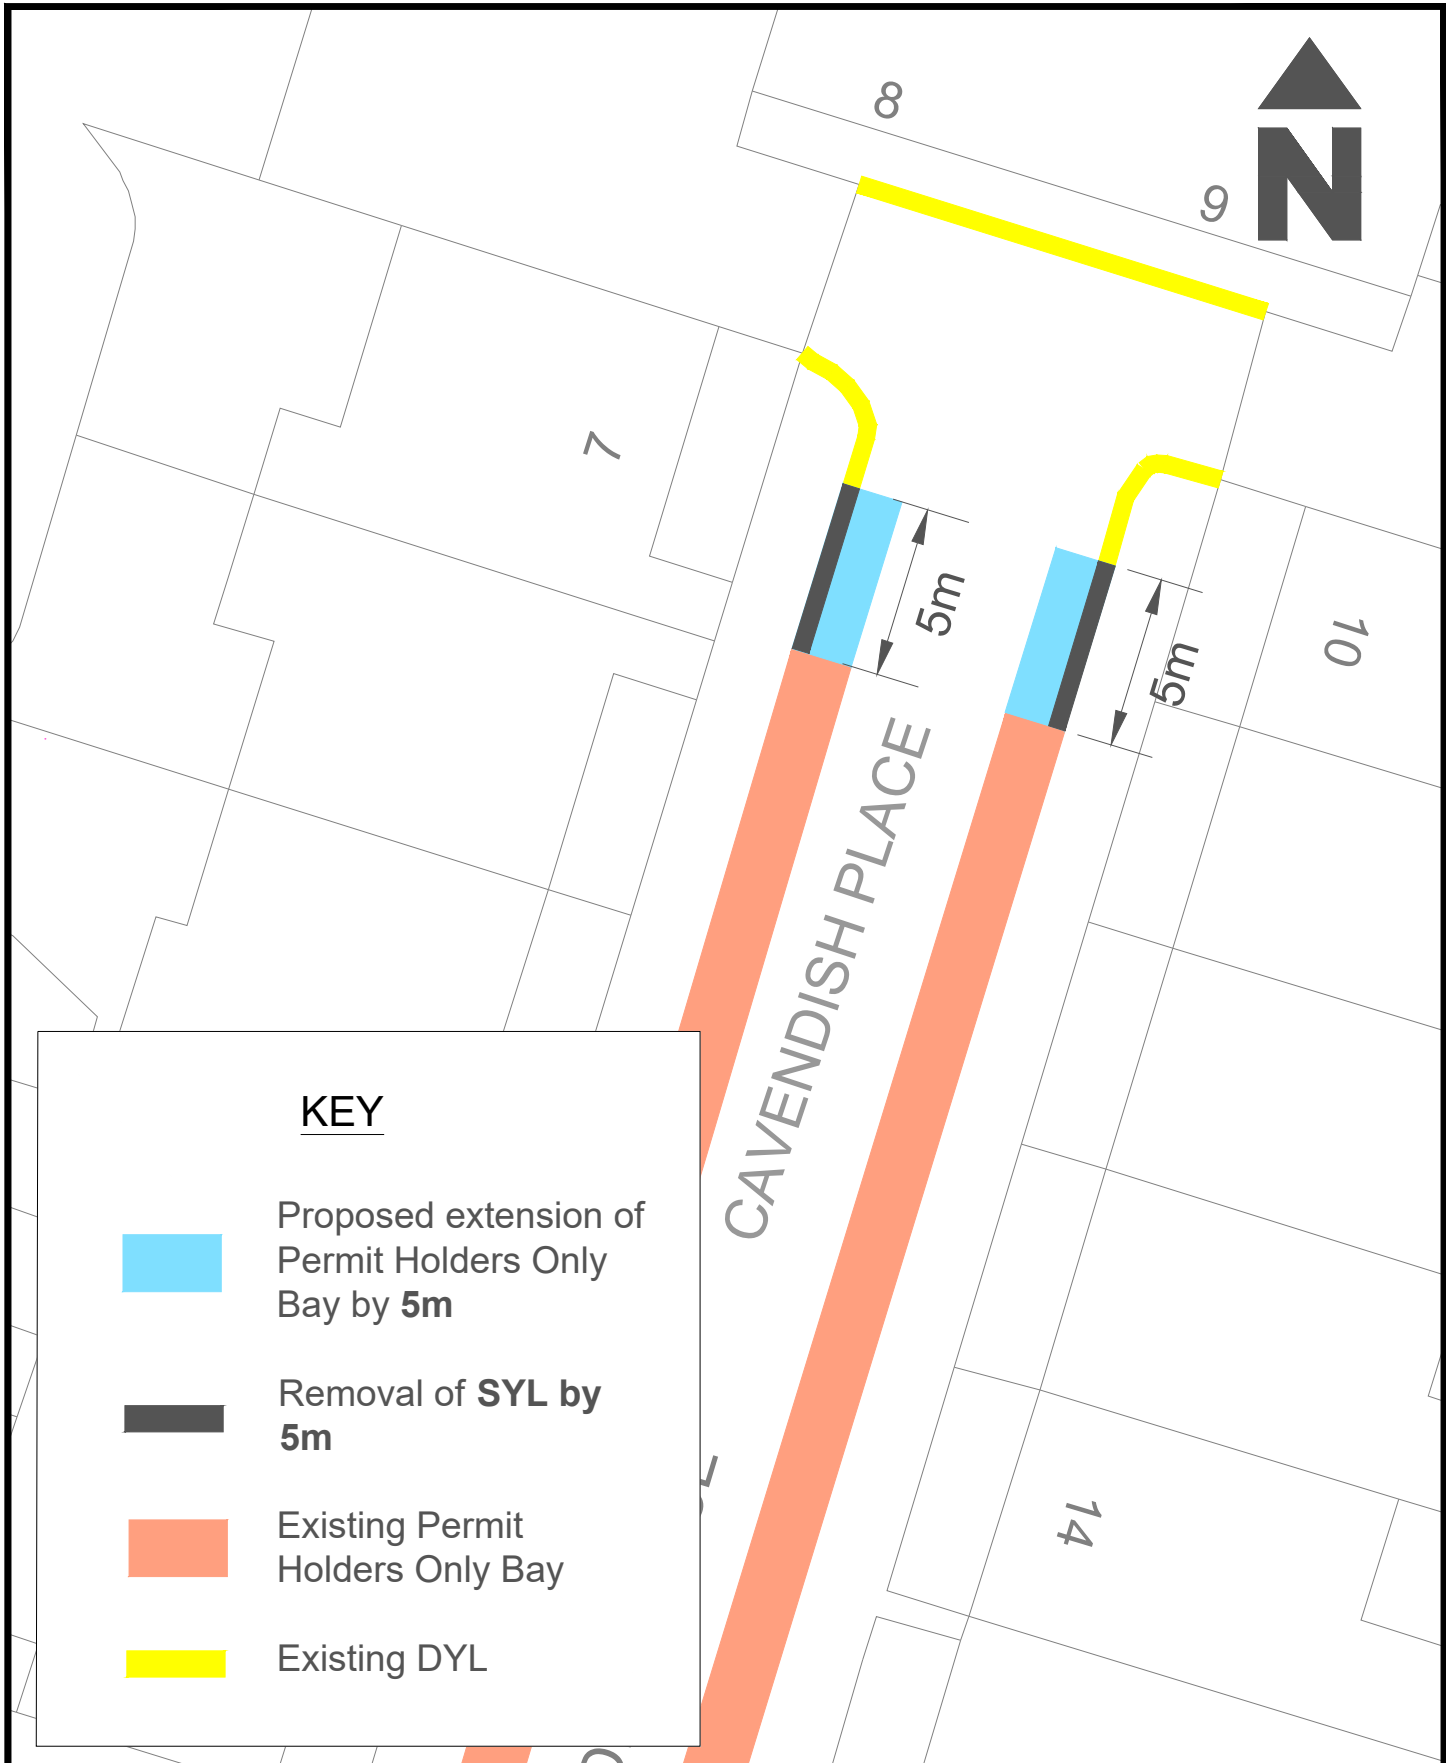 8
9
N
7
5m
10
5m
CAVENDISH PLACE
KEY
Proposed extension of
Permit Holders Only
Bay by 5m
Removal of SYL by
5m
Existing Permit
Holders Only Bay
Existing DYL
14